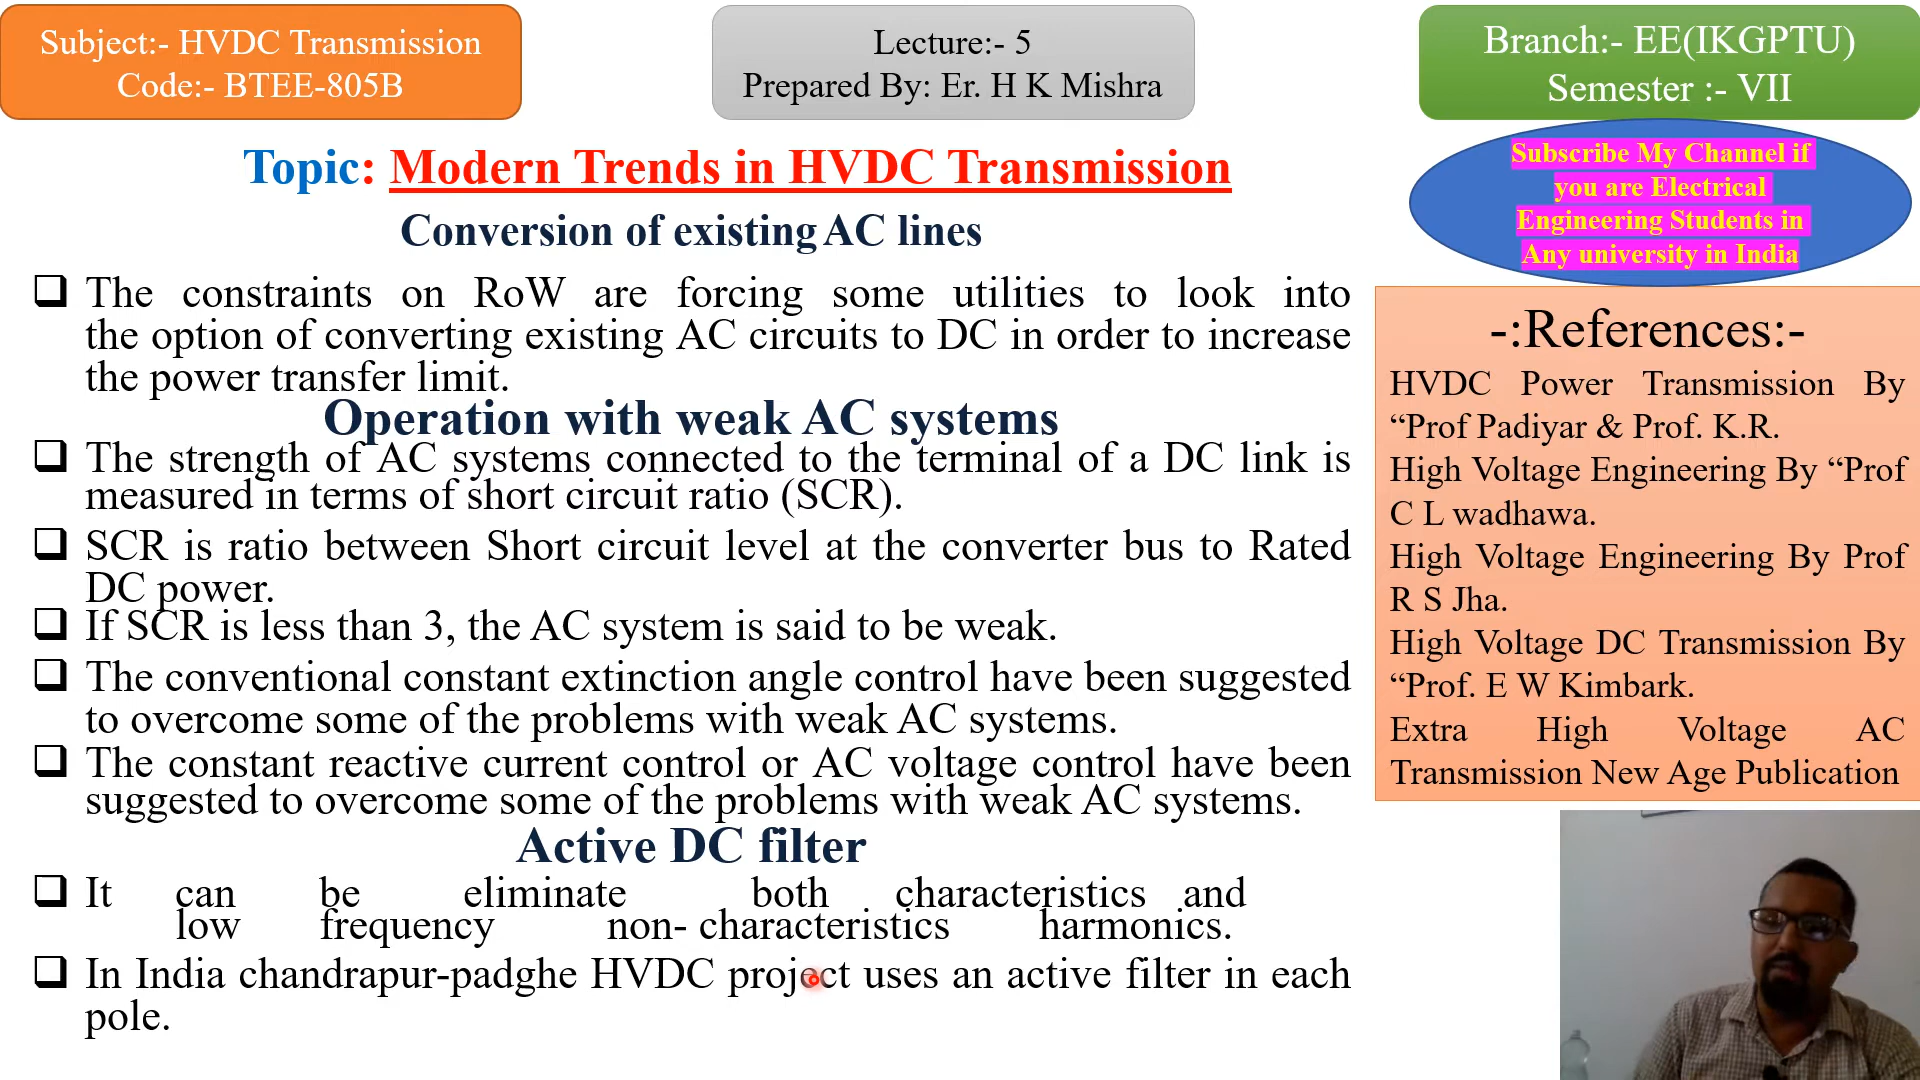 Subject:- HVDC Transmission
Code:- BTEE-805B
Lecture:- 5
Prepared By: Er. H K Mishra
Branch:- EE(IKGPTU)
Semester :- VII
Subscribe My Channel if
you are Electrical
Engineering Students in
Any university in India
Topic: Modern Trends in HVDC Transmission
Conversion of existing AC lines
The constraints on RoW are forcing some utilities to look into
the option of converting existing AC circuits to DC in order to increase
the power transfer limit.
Operation with weak AC systems
The strength of AC systems connected to the terminal of a DC link is
measured in terms of short circuit ratio (SCR).
SCR is ratio between Short circuit level at the converter bus to Rated
DC power.
If SCR is less than 3, the AC system is said to be weak.
The conventional constant extinction angle control have been suggested
to overcome some of the problems with weak AC systems.
The constant reactive current control or AC voltage control have been
suggested to overcome some of the problems with weak AC systems.
Active DC filter
It can be eliminate both characteristics and
low frequency non- characteristics harmonics.
In India chandrapur-padghe HVDC project uses an active filter in each
pole.
-:References:-
HVDC Power Transmission By
“Prof Padiyar & Prof. K.R.
High Voltage Engineering By “Prof
C L wadhawa.
High Voltage Engineering By Prof
R S Jha.
High Voltage DC Transmission By
“Prof. E W Kimbark.
Extra High Voltage AC
Transmission New Age Publication